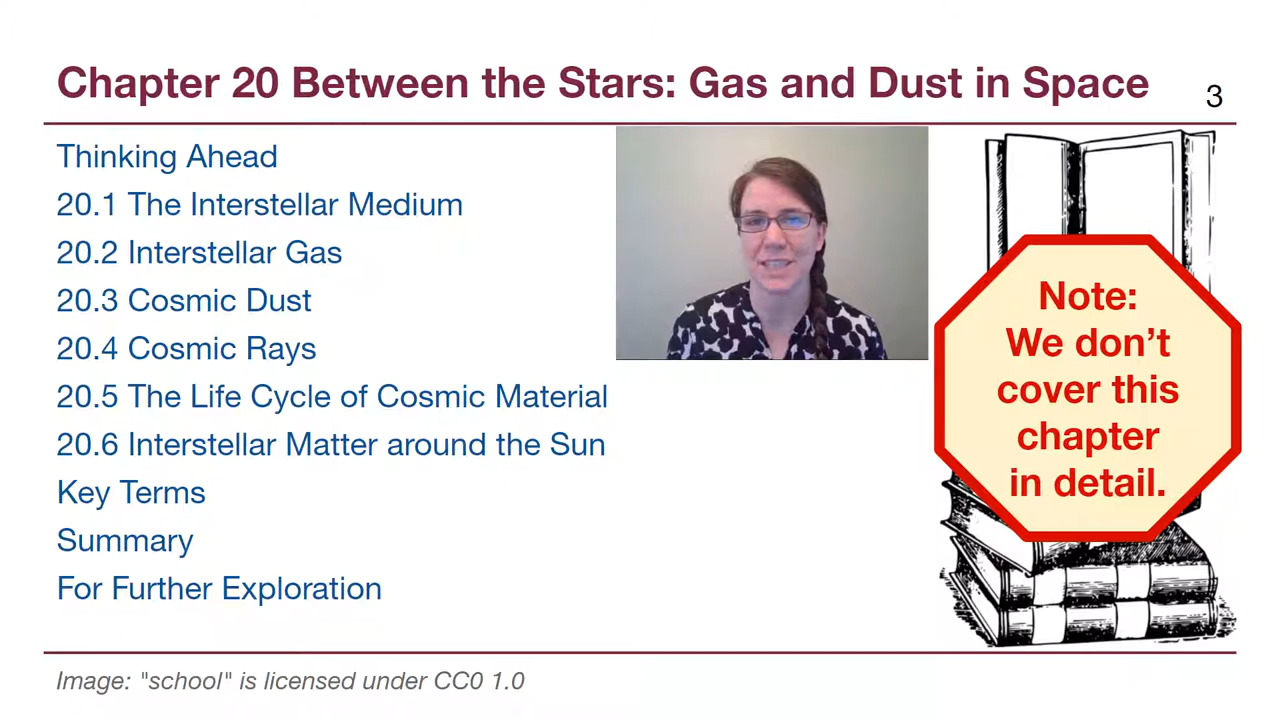 Chapter 20 Between the Stars: Gas and Dust in Space
3
Thinking Ahead
20.1 The Interstellar Medium
20.2 Interstellar Gas
20.3 Cosmic Dust
20.4 Cosmic Rays
20.5 The Life Cycle of Cosmic Material
20.6 Interstellar Matter around the Sun
Key Terms
Summary
For Further Exploration
Note:
We don’t
cover this
chapter
in detail.
Image: "school" is licensed under CC0 1.0